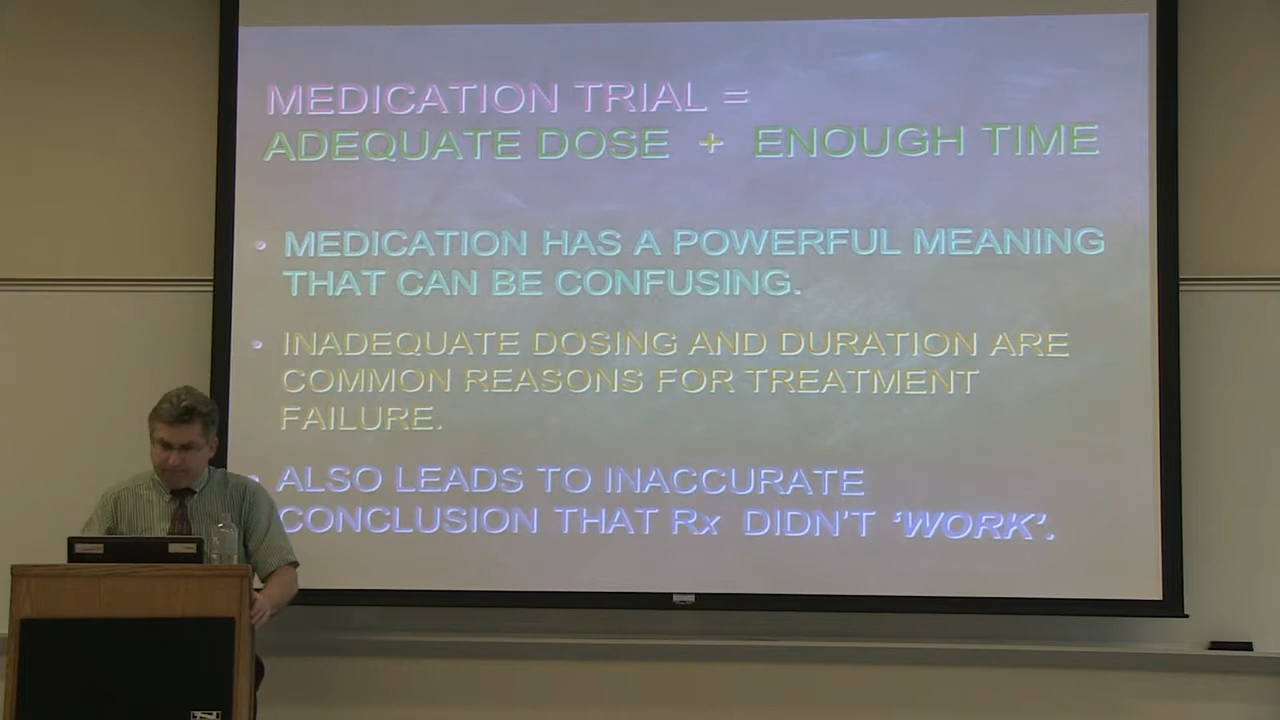 MEDICATION TRIAL =
ADEQUATE DOSE + ENOUGH TIME
• MEDICATION HAS A POWERFUL MEANING
THAT CAN BE CONFUSING.
• INADEQUATE DOSING AND DURATION ARE
COMMON REASONS FOR TREATMENT
FAILURE.
• ALSO LEADS TO INACCURATE
CONCLUSION THAT Rx DIDN'T 'WORK'.